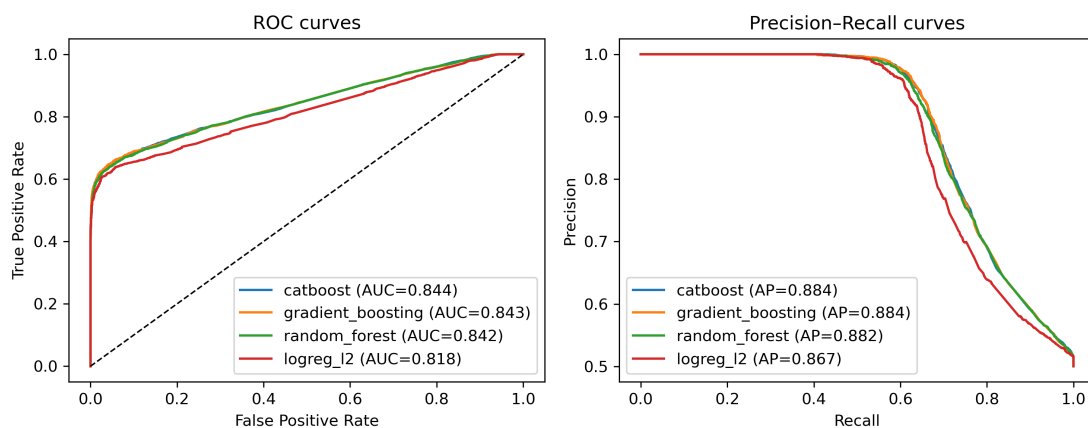 ROC curves
1.0
0.8
0.6
0.4
0.2
0.0
True Positive Rate
0.0 0.2 0.4 0.6 0.8 1.0
False Positive Rate
catboost (AUC=0.844)
gradient_boosting (AUC=0.843)
random_forest (AUC=0.842)
logreg_l2 (AUC=0.818)
Precision–Recall curves
1.0
0.9
0.8
0.7
0.6
0.5
Precision
0.0 0.2 0.4 0.6 0.8 1.0
Recall
catboost (AP=0.884)
gradient_boosting (AP=0.884)
random_forest (AP=0.882)
logreg_l2 (AP=0.867)